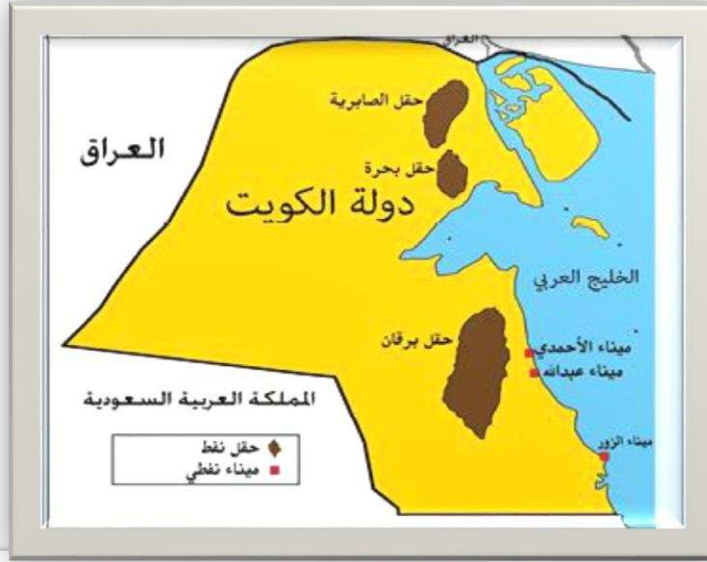 العراق
حقل الصابرية
العراق
حقل بحرة
دولة الكويت
الخليج العربي
حقل برقان
ميناء الأحمدي
ميناء عبدالله
المملكة العربية السعودية
ميناء الزور
حقل نفط
ميناء نفطي